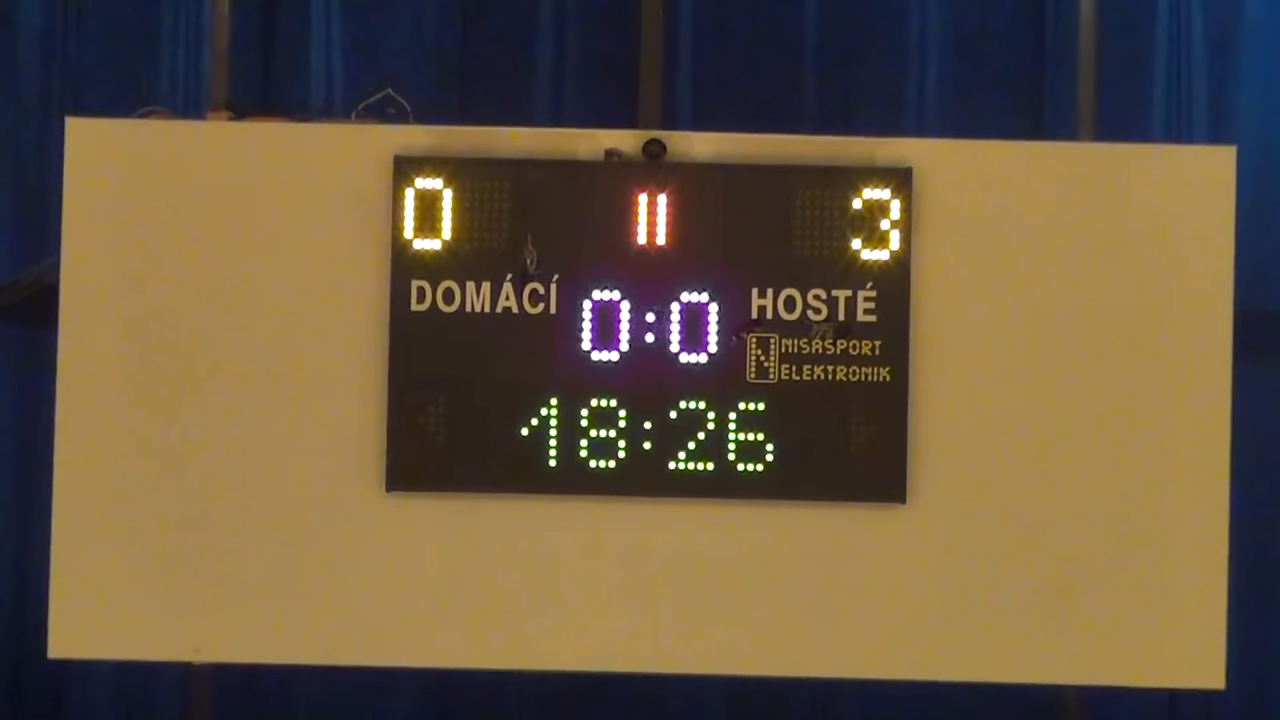 0 II 3
DOMÁCÍ 0:0 HOSTÉ
N NISASPORT
ELEKTRONIK
18:26